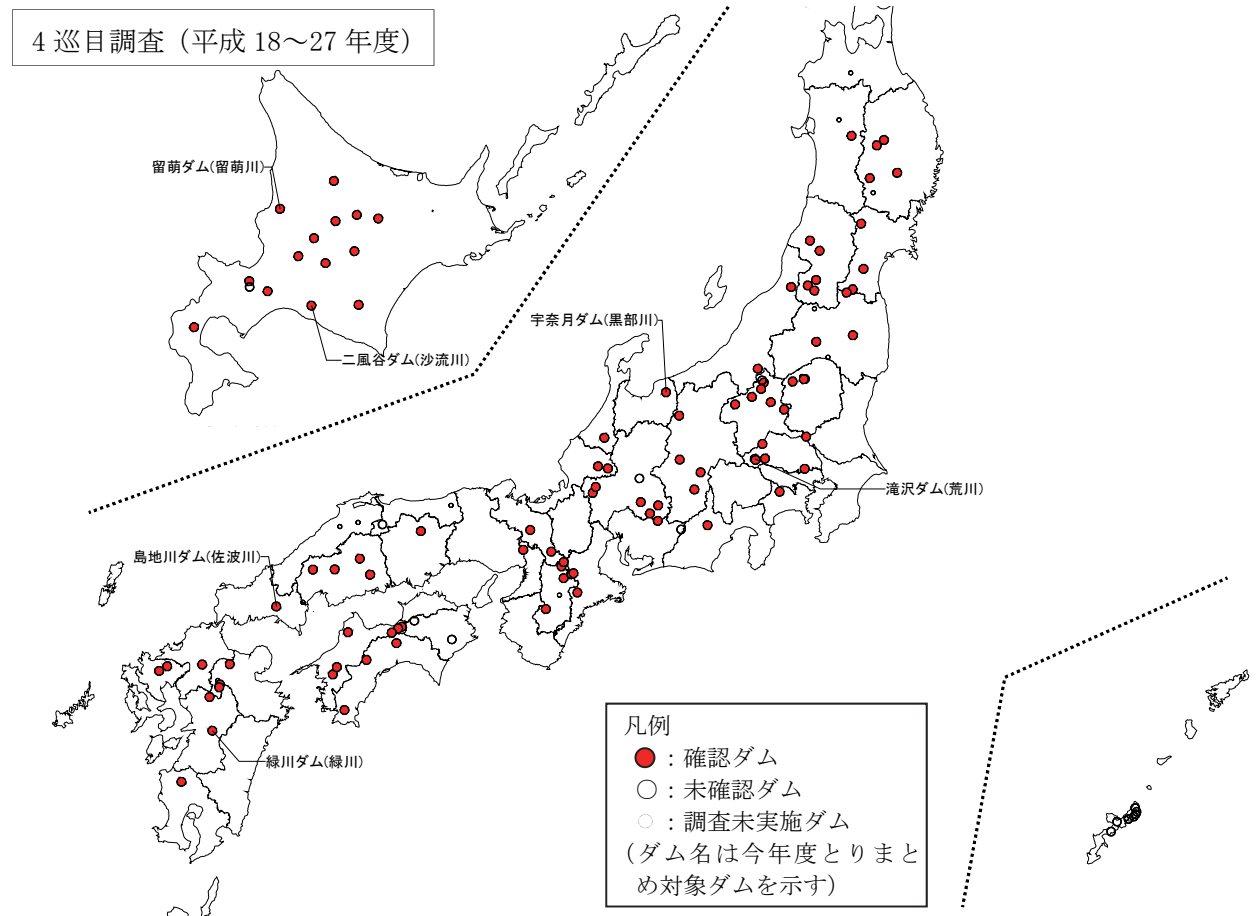 4 巡目調査（平成 18～27 年度）
留萌ダム(留萌川)
二風谷ダム(沙流川)
宇奈月ダム(黒部川)
滝沢ダム(荒川)
島地川ダム(佐波川)
緑川ダム(緑川)
凡例
：確認ダム
：未確認ダム
：調査未実施ダム
（ダム名は今年度とりまと
め対象ダムを示す）